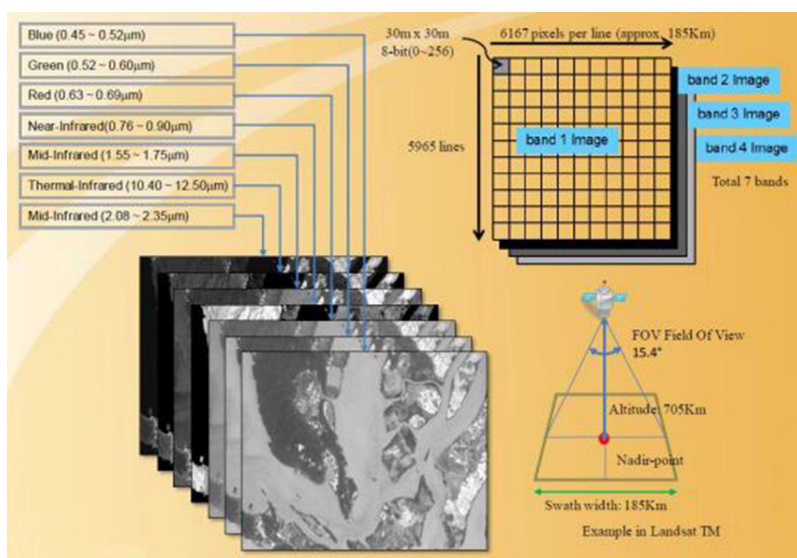 Blue (0.45 ~ 0.52μm)
Green (0.52 ~ 0.60μm)
Red (0.63 ~ 0.69μm)
Near-Infrared(0.76 ~ 0.90μm)
Mid-Infrared (1.55 ~ 1.75μm)
Thermal-Infrared (10.40 ~ 12.50μm)
Mid-Infrared (2.08 ~ 2.35μm)
30m x 30m
8-bit(0~256)
6167 pixels per line (approx. 185Km)
5965 lines
band 1 Image
band 2 Image
band 3 Image
band 4 Image
Total 7 bands
FOV Field Of View
15.4°
Altitude: 705Km
Nadir-point
Swath width: 185Km
Example in Landsat TM